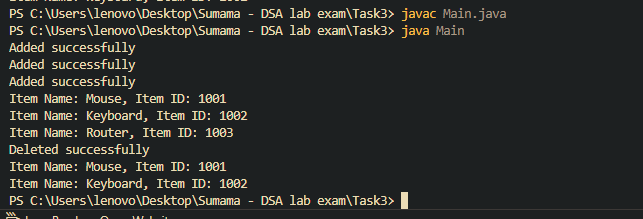 PS C:\Users\lenovo\Desktop\Sumama - DSA lab exam\Task3> javac Main.java
PS C:\Users\lenovo\Desktop\Sumama - DSA lab exam\Task3> java Main
Added successfully
Added successfully
Added successfully
Item Name: Mouse, Item ID: 1001
Item Name: Keyboard, Item ID: 1002
Item Name: Router, Item ID: 1003
Deleted successfully
Item Name: Mouse, Item ID: 1001
Item Name: Keyboard, Item ID: 1002
PS C:\Users\lenovo\Desktop\Sumama - DSA lab exam\Task3>